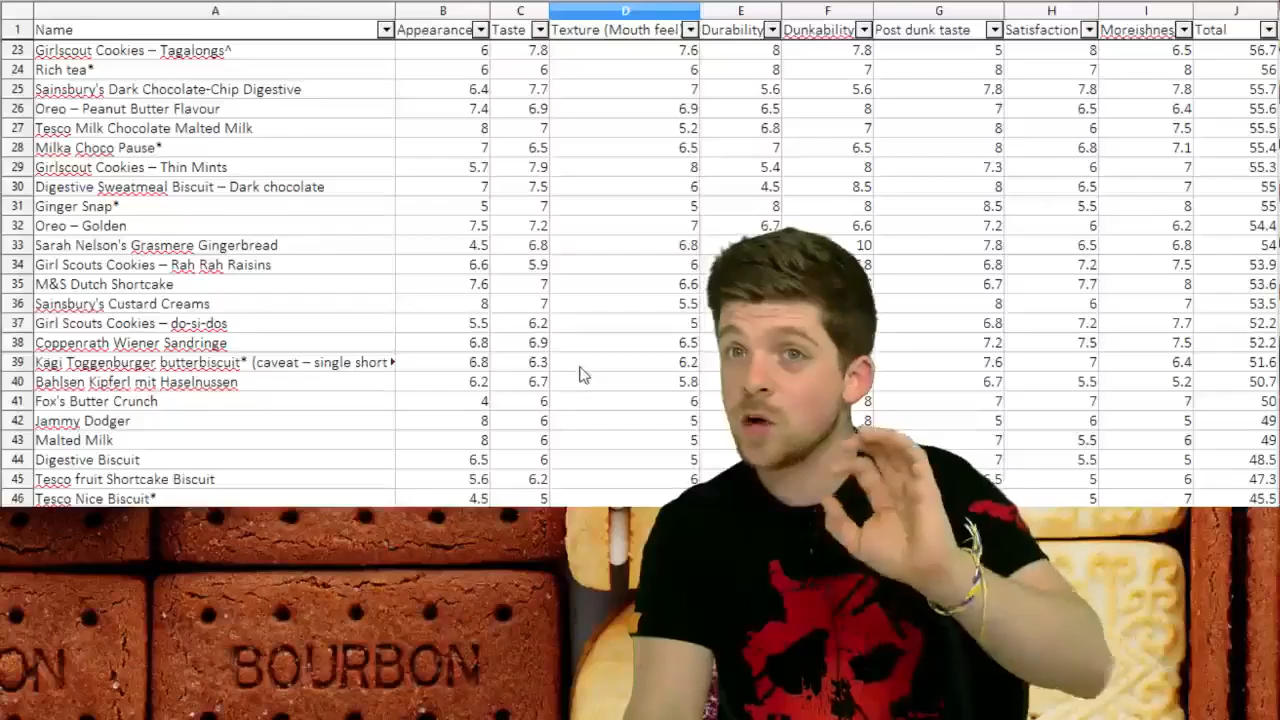 A B C D E F G H I J
1 Name Appearance Taste Texture (Mouth feel) Durability Dunkability Post dunk taste Satisfaction Moreishnes Total
23 Girlscout Cookies – Tagalongs^ 6 7.8 7.6 8 7.8 5 8 6.5 56.7
24 Rich tea* 6 6 6 8 7 8 7 8 56
25 Sainsbury's Dark Chocolate-Chip Digestive 6.4 7.7 7 5.6 5.6 7.8 7.8 7.8 55.7
26 Oreo – Peanut Butter Flavour 7.4 6.9 6.9 6.5 8 7 6.5 6.4 55.6
27 Tesco Milk Chocolate Malted Milk 8 7 5.2 6.8 7 8 6 7.5 55.5
28 Milka Choco Pause* 7 6.5 6.5 7 6.5 8 6.8 7.1 55.4
29 Girlscout Cookies – Thin Mints 5.7 7.9 8 5.4 8 7.3 6 7 55.3
30 Digestive Sweatmeal Biscuit – Dark chocolate 7 7.5 6 4.5 8.5 8 6.5 7 55
31 Ginger Snap* 5 7 5 8 8 8.5 5.5 8 55
32 Oreo – Golden 7.5 7.2 7 6.7 6.6 7.2 6 6.2 54.4
33 Sarah Nelson's Grasmere Gingerbread 4.5 6.8 6.8 10 7.8 6.5 6.8 54
34 Girl Scouts Cookies – Rah Rah Raisins 6.6 5.9 6 6.8 7.2 7.5 53.9
35 M&S Dutch Shortcake 7.6 7 6.6 6.7 7.7 8 53.6
36 Sainsbury's Custard Creams 8 7 5.5 8 6 7 53.5
37 Girl Scouts Cookies – do-si-dos 5.5 6.2 5 6.8 7.2 7.7 52.2
38 Coppenrath Wiener Sandringe 6.8 6.9 6.5 7.2 7.5 7.5 52.2
39 Kägi Toggenburger butterbiscuit* (caveat – single short 6.8 6.3 6.2 7.6 7 6.4 51.6
40 Bahlsen Kipferl mit Haselnussen 6.2 6.7 5.8 6.7 5.5 5.2 50.7
41 Fox's Butter Crunch 4 6 6 8 7 7 7 50
42 Jammy Dodger 8 6 5 8 5 6 5 49
43 Malted Milk 8 6 5 7 5.5 6 49
44 Digestive Biscuit 6.5 6 5 7 5.5 5 48.5
45 Tesco fruit Shortcake Biscuit 5.6 6.2 6 5 6 47.3
46 Tesco Nice Biscuit* 4.5 5 5 7 45.5
ON BOURBON